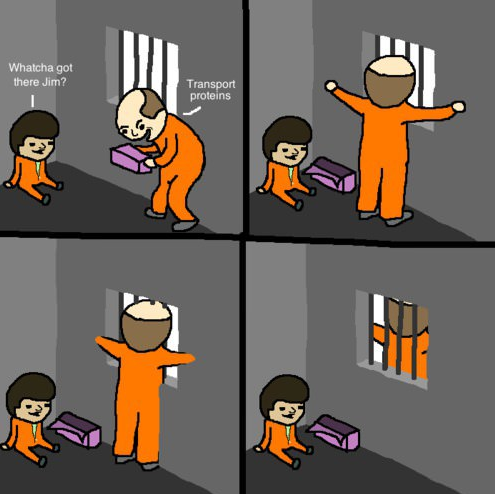 Whatcha got
there Jim?
Transport
proteins